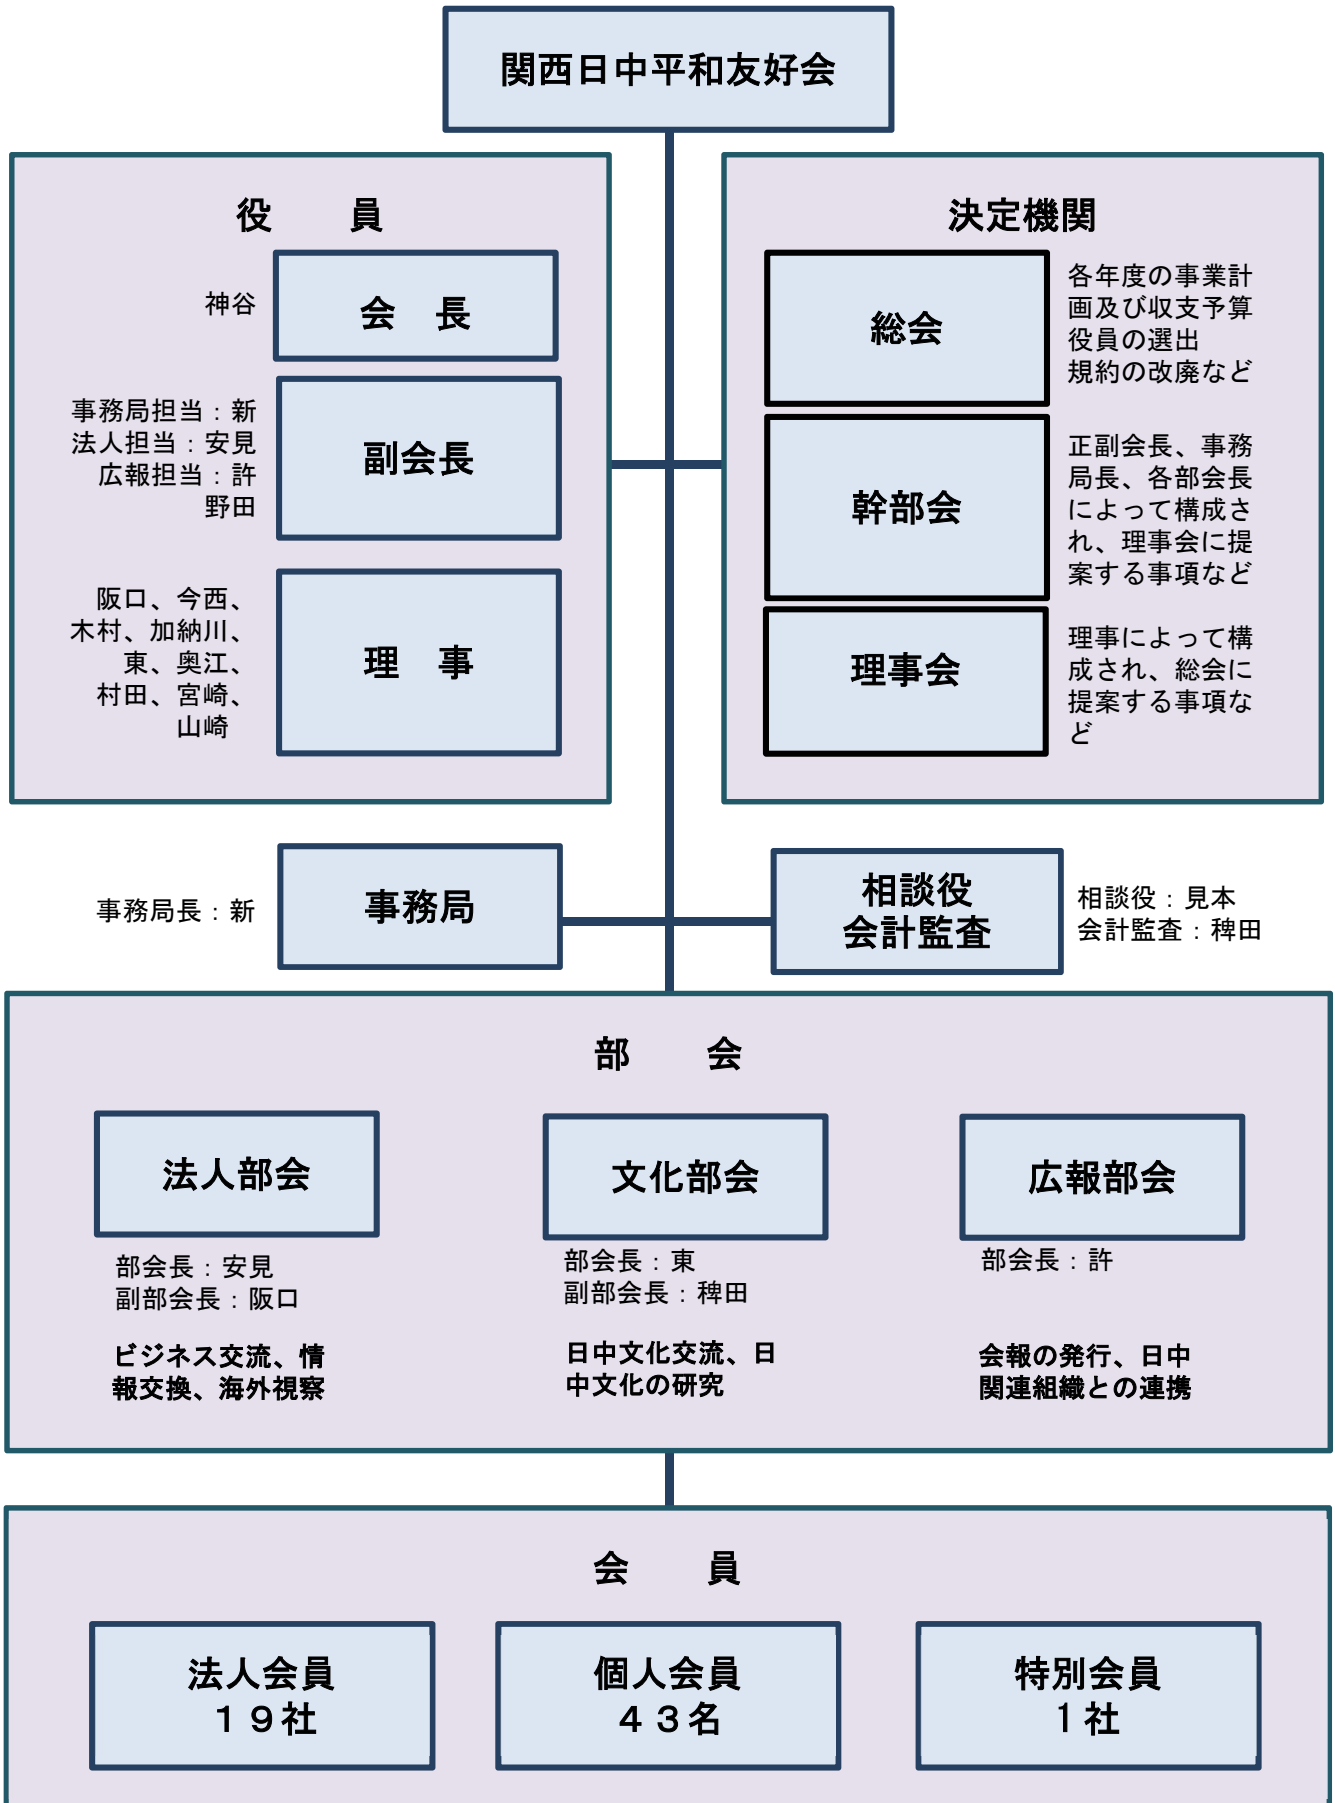 関西日中平和友好会
役　員
神谷
会　長
事務局担当：新
法人担当：安見
広報担当：許
野田
副会長
阪口、今西、
木村、加納川、
東、奥江、
村田、宮崎、
山崎
理　事
決定機関
総会
各年度の事業計
画及び収支予算
役員の選出
規約の改廃など
幹部会
正副会長、事務
局長、各部会長
によって構成さ
れ、理事会に提
案する事項など
理事会
理事によって構
成され、総会に
提案する事項な
ど
事務局長：新
事務局
相談役
会計監査
相談役：見本
会計監査：稗田
部　会
法人部会
部会長：安見
副部会長：阪口
ビジネス交流、情
報交換、海外視察
文化部会
部会長：東
副部会長：稗田
日中文化交流、日
中文化の研究
広報部会
部会長：許
会報の発行、日中
関連組織との連携
会　員
法人会員
１９社
個人会員
４３名
特別会員
１社